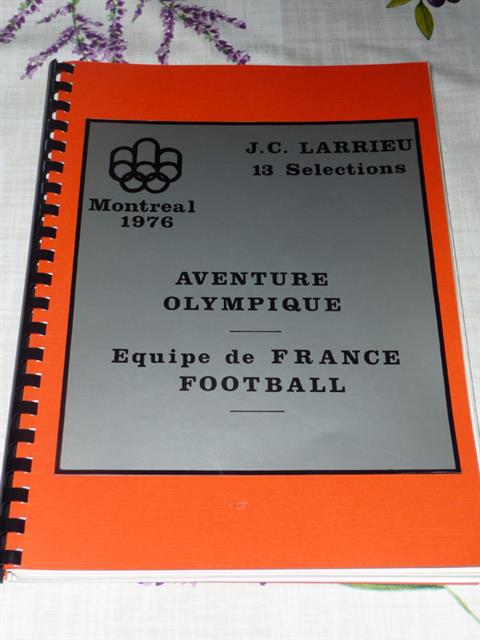 J.C. LARRIEU
13 Selections
Montreal
1976
AVENTURE
OLYMPIQUE
Equipe de FRANCE
FOOTBALL